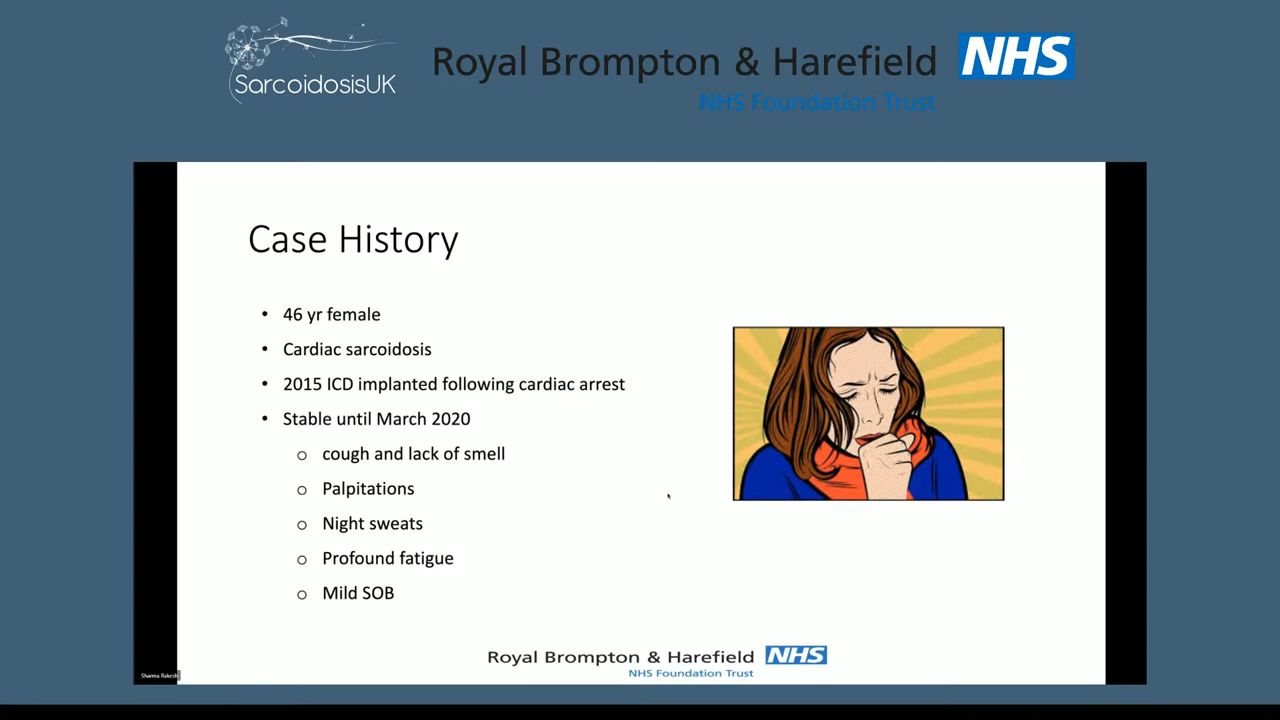 SarcoidosisUK
Royal Brompton & Harefield NHS
NHS Foundation Trust
Case History
• 46 yr female
• Cardiac sarcoidosis
• 2015 ICD implanted following cardiac arrest
• Stable until March 2020
o cough and lack of smell
o Palpitations
o Night sweats
o Profound fatigue
o Mild SOB
Royal Brompton & Harefield NHS
NHS Foundation Trust
Sharma Rakesh